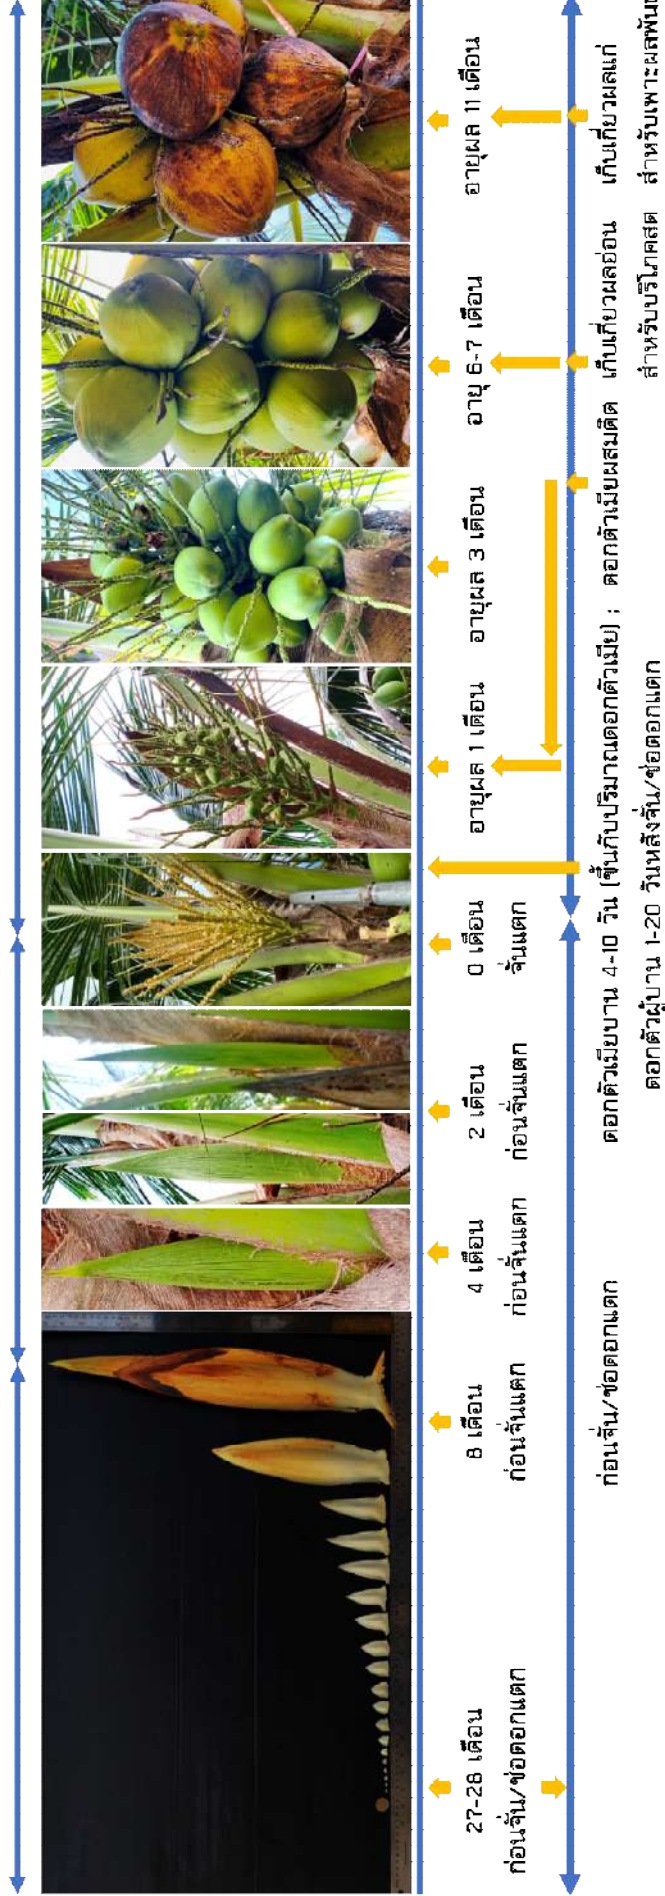 27-28 เดือน
ก่อนจั่น/ช่อดอกแตก
8 เดือน
ก่อนจั่นแตก
4 เดือน
ก่อนจั่นแตก
2 เดือน
ก่อนจั่นแตก
0 เดือน
จั่นแตก
อายุผล 1 เดือน
อายุผล 3 เดือน
อายุ 6-7 เดือน
อายุผล 11 เดือน
ก่อนจั่น/ช่อดอกแตก
ดอกตัวเมียบาน 4-10 วัน (ขึ้นกับปริมาณดอกตัวเมีย) ; ดอกตัวเมียผสมติด
ดอกตัวผู้บาน 1-20 วันหลังจั่น/ช่อดอกแตก
เก็บเกี่ยวผลอ่อน
สำหรับบริโภคสด
เก็บเกี่ยวผลแก่
สำหรับเพาะผลพันธุ์